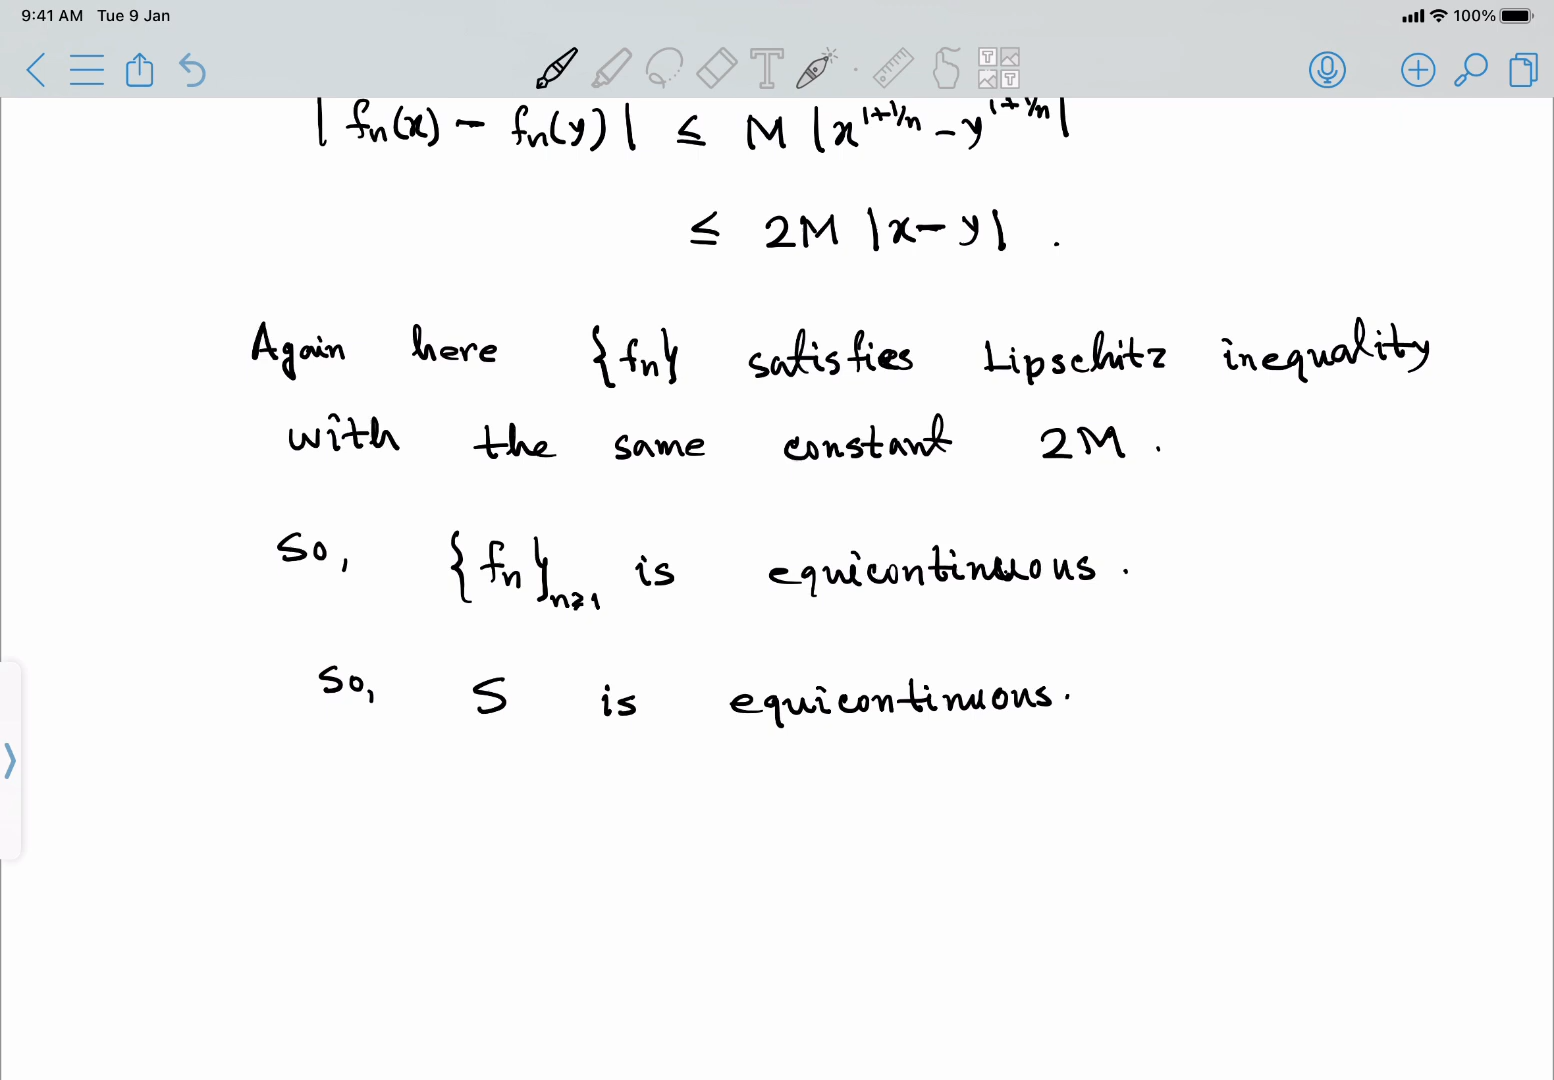 9:41 AM Tue 9 Jan 100%
| fn(x) - fn(y) | ≤ M |x^{1+1/n} - y^{1+1/n}|
≤ 2M |x-y| .
Again here {fn} satisfies Lipschitz inequality
with the same constant 2M .
So, {fn}_{n≥1} is equicontinuous .
So, S is equicontinuous.